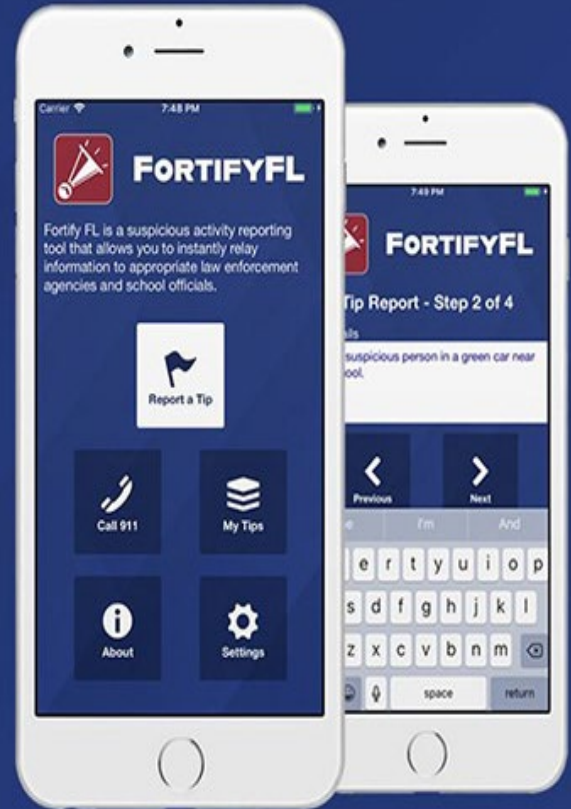 Carrier 7:48 PM
FORTIFYFL
Fortify FL is a suspicious activity reporting
tool that allows you to instantly relay
information to appropriate law enforcement
agencies and school officials.
Report a Tip
Call 911
My Tips
About
Settings
7:49 PM
FORTIFYFL
Tip Report - Step 2 of 4
suspicious person in a green car near
Previous
Next
I'm
And
e r t y u i o p
s d f g h j k l
z x c v b n m
space
return